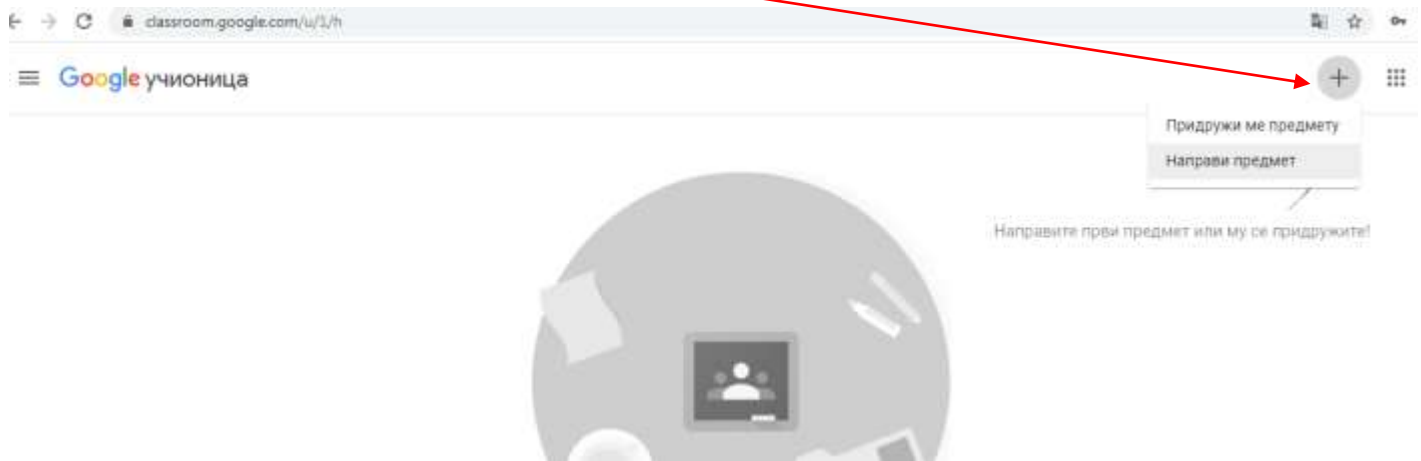 classroom.google.com/u/1/h
Google учионица
Придружи ме предмету
Направи предмет
Направите први предмет или му се придружите!